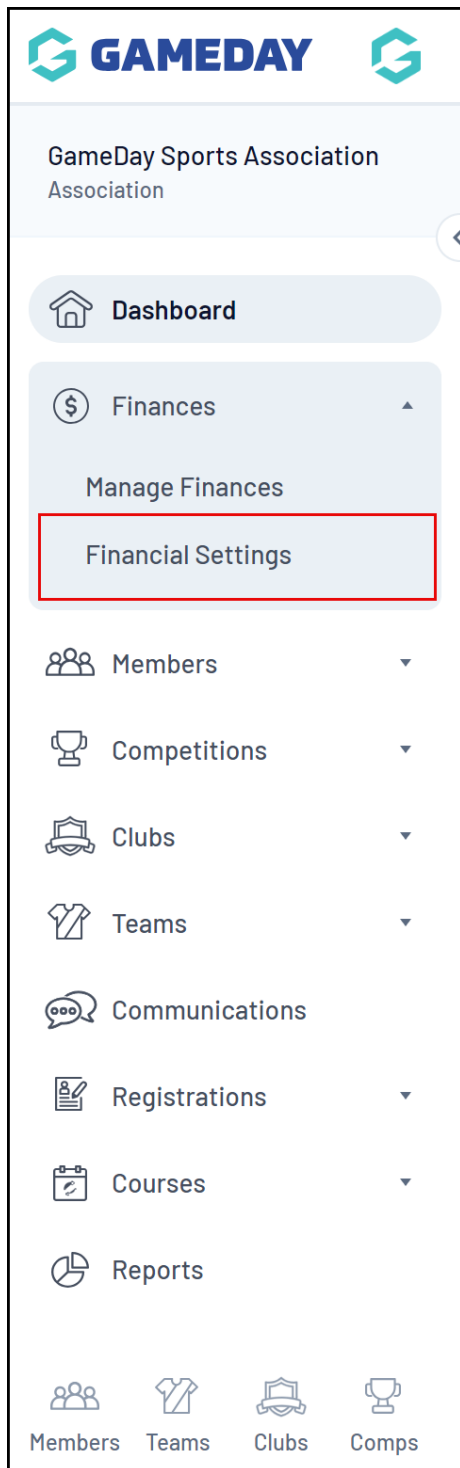 GAMEDAY
GameDay Sports Association
Association
Dashboard
Finances
Manage Finances
Financial Settings
Members
Competitions
Clubs
Teams
Communications
Registrations
Courses
Reports
Members Teams Clubs Comps